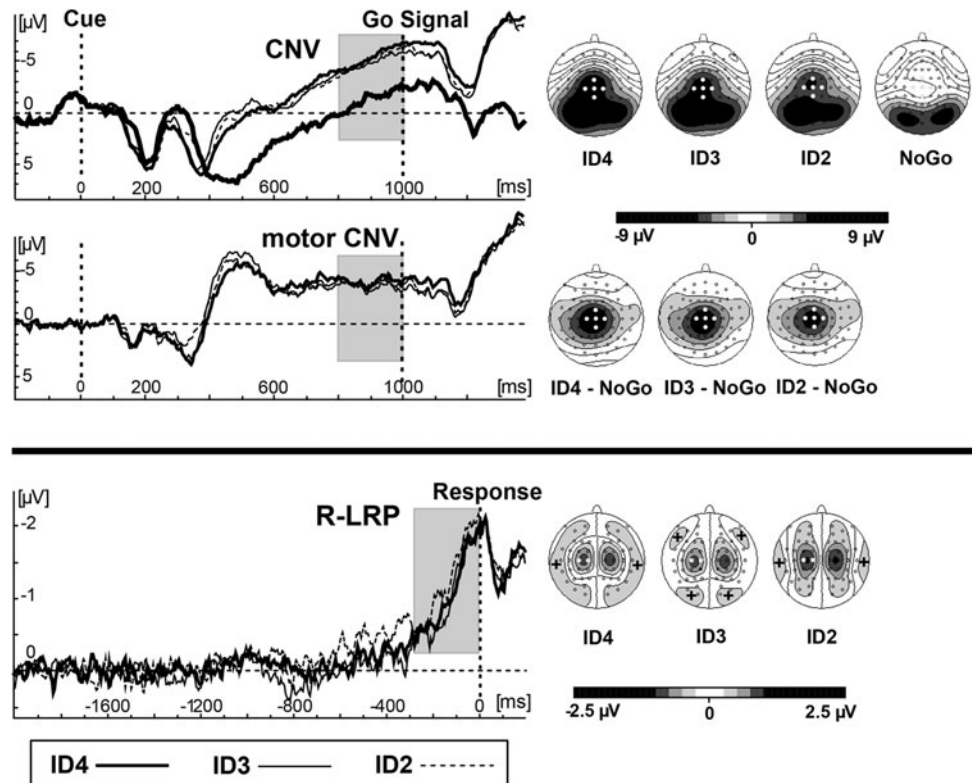 [µV] Cue Go Signal
CNV
-5
0
5
0 200 600 1000 [ms]
ID4 ID3 ID2 NoGo
-9 µV 0 9 µV
[µV]
motor CNV
-5
0
5
0 200 600 1000 [ms]
ID4 - NoGo ID3 - NoGo ID2 - NoGo
[µV] Response
R-LRP
-2
-1
0
-1600 -1200 -800 -400 0 [ms]
+ + + + + + + +
ID4 ID3 ID2
-2.5 µV 0 2.5 µV
ID4 ID3 ID2